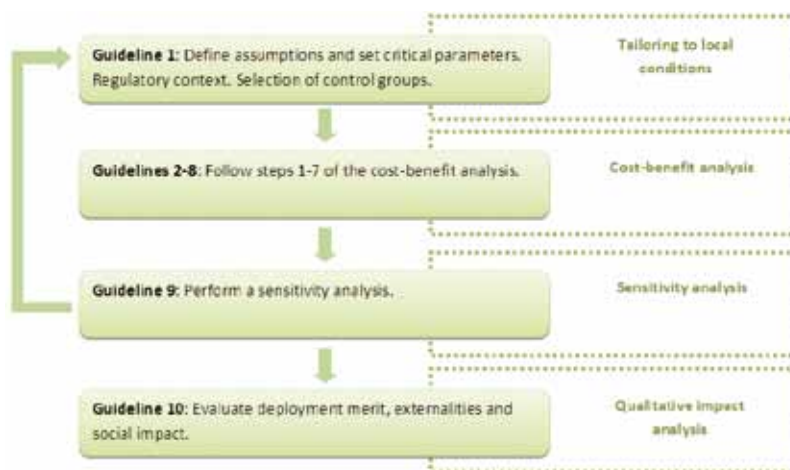 Guideline 1: Define assumptions and set critical parameters.
Regulatory context. Selection of control groups.
Tailoring to local
conditions
Guidelines 2-8: Follow steps 1-7 of the cost-benefit analysis.
Cost-benefit analysis
Guideline 9: Perform a sensitivity analysis.
Sensitivity analysis
Guideline 10: Evaluate deployment merit, externalities and
social impact.
Qualitative impact
analysis